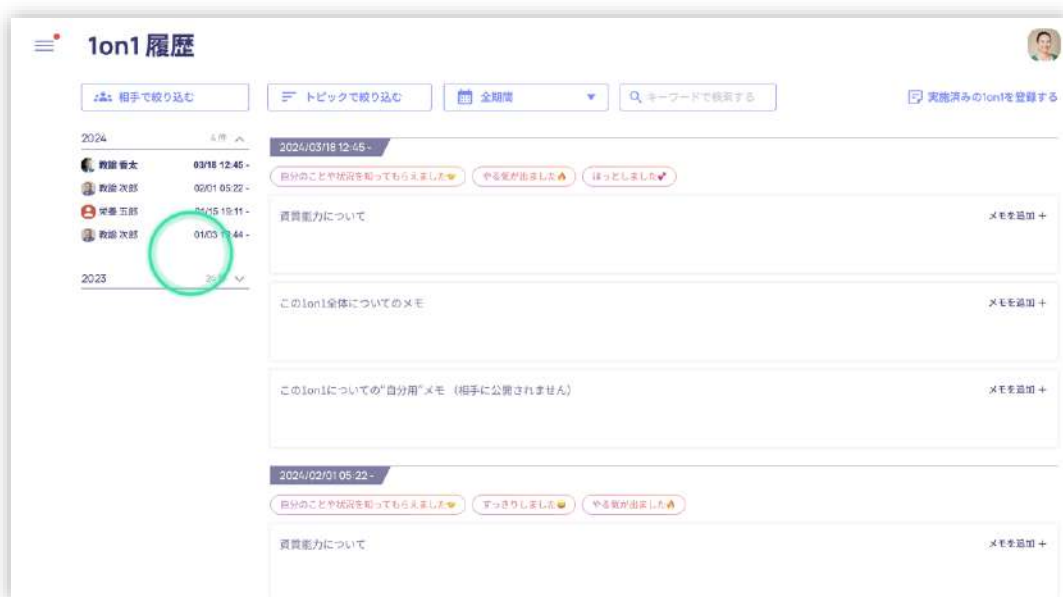 1on1 履歴
相手で絞り込む
トピックで絞り込む
全期間
キーワードで検索する
実施済みの1on1を登録する
2024
4 件
03/18 12:45 -
次郎 02/01 05:22 -
栄養 五郎 01/15 19:11 -
次郎 01/03
2023
2024/03/18 12:45 -
自分のことや状況を知ってもらえました🤝
やる気が出ました🔥
ほっとしました💕
資質能力について
メモを追加 +
この1on1全体についてのメモ
メモを追加 +
この1on1についての"自分用"メモ (相手に公開されません)
メモを追加 +
2024/02/01 05:22 -
自分のことや状況を知ってもらえました🤝
すっきりしました😄
やる気が出ました🔥
資質能力について
メモを追加 +